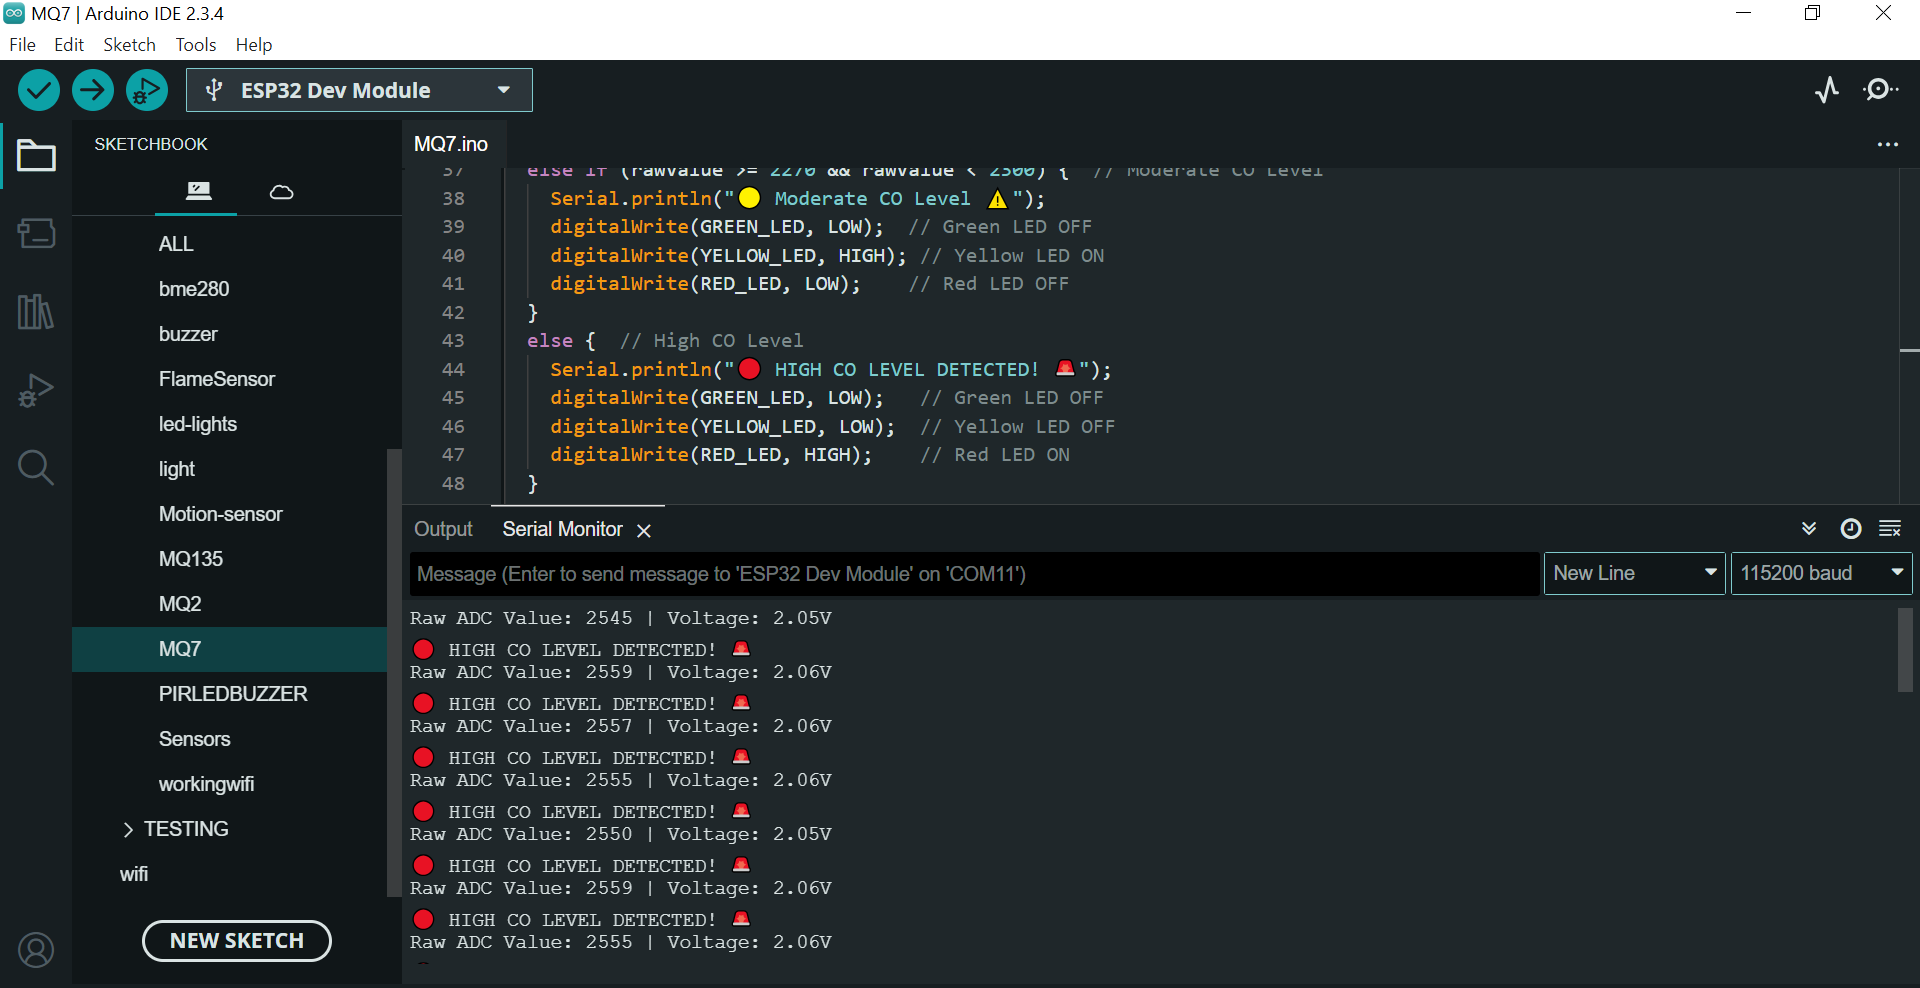 MQ7 | Arduino IDE 2.3.4
File Edit Sketch Tools Help
ESP32 Dev Module
SKETCHBOOK
ALL
bme280
buzzer
FlameSensor
led-lights
light
Motion-sensor
MQ135
MQ2
MQ7
PIRLEDBUZZER
Sensors
workingwifi
TESTING
wifi
NEW SKETCH
MQ7.ino
37 else if (rawValue >= 2270 && rawValue < 2300) { // Moderate CO Level
38 Serial.println("🟡 Moderate CO Level ⚠️");
39 digitalWrite(GREEN_LED, LOW); // Green LED OFF
40 digitalWrite(YELLOW_LED, HIGH); // Yellow LED ON
41 digitalWrite(RED_LED, LOW); // Red LED OFF
42 }
43 else { // High CO Level
44 Serial.println("🔴 HIGH CO LEVEL DETECTED! 🚨");
45 digitalWrite(GREEN_LED, LOW); // Green LED OFF
46 digitalWrite(YELLOW_LED, LOW); // Yellow LED OFF
47 digitalWrite(RED_LED, HIGH); // Red LED ON
48 }
Output Serial Monitor
Message (Enter to send message to 'ESP32 Dev Module' on 'COM11') New Line 115200 baud
Raw ADC Value: 2545 | Voltage: 2.05V
🔴 HIGH CO LEVEL DETECTED! 🚨
Raw ADC Value: 2559 | Voltage: 2.06V
🔴 HIGH CO LEVEL DETECTED! 🚨
Raw ADC Value: 2557 | Voltage: 2.06V
🔴 HIGH CO LEVEL DETECTED! 🚨
Raw ADC Value: 2555 | Voltage: 2.06V
🔴 HIGH CO LEVEL DETECTED! 🚨
Raw ADC Value: 2550 | Voltage: 2.05V
🔴 HIGH CO LEVEL DETECTED! 🚨
Raw ADC Value: 2559 | Voltage: 2.06V
🔴 HIGH CO LEVEL DETECTED! 🚨
Raw ADC Value: 2555 | Voltage: 2.06V